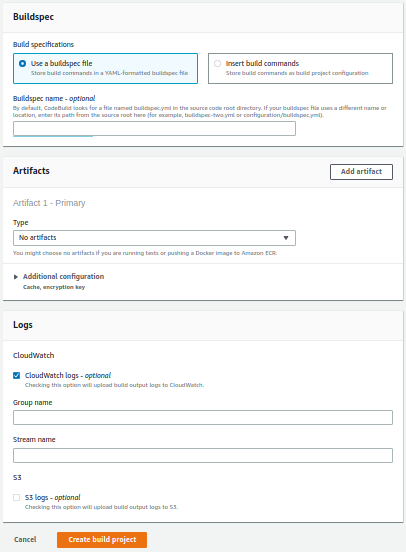 Buildspec
Build specifications
Use a buildspec file
Store build commands in a YAML-formatted buildspec file
Insert build commands
Store build commands as build project configuration
Buildspec name - optional
By default, CodeBuild looks for a file named buildspec.yml in the source code root directory. If your buildspec file uses a different name or
location, enter its path from the source root here (for example, buildspec-two.yml or configuration/buildspec.yml).
Artifacts
Add artifact
Artifact 1 - Primary
Type
No artifacts
You might choose no artifacts if you are running tests or pushing a Docker image to Amazon ECR.
Additional configuration
Cache, encryption key
Logs
CloudWatch
CloudWatch logs - optional
Checking this option will upload build output logs to CloudWatch.
Group name
Stream name
S3
S3 logs - optional
Checking this option will upload build output logs to S3.
Cancel
Create build project